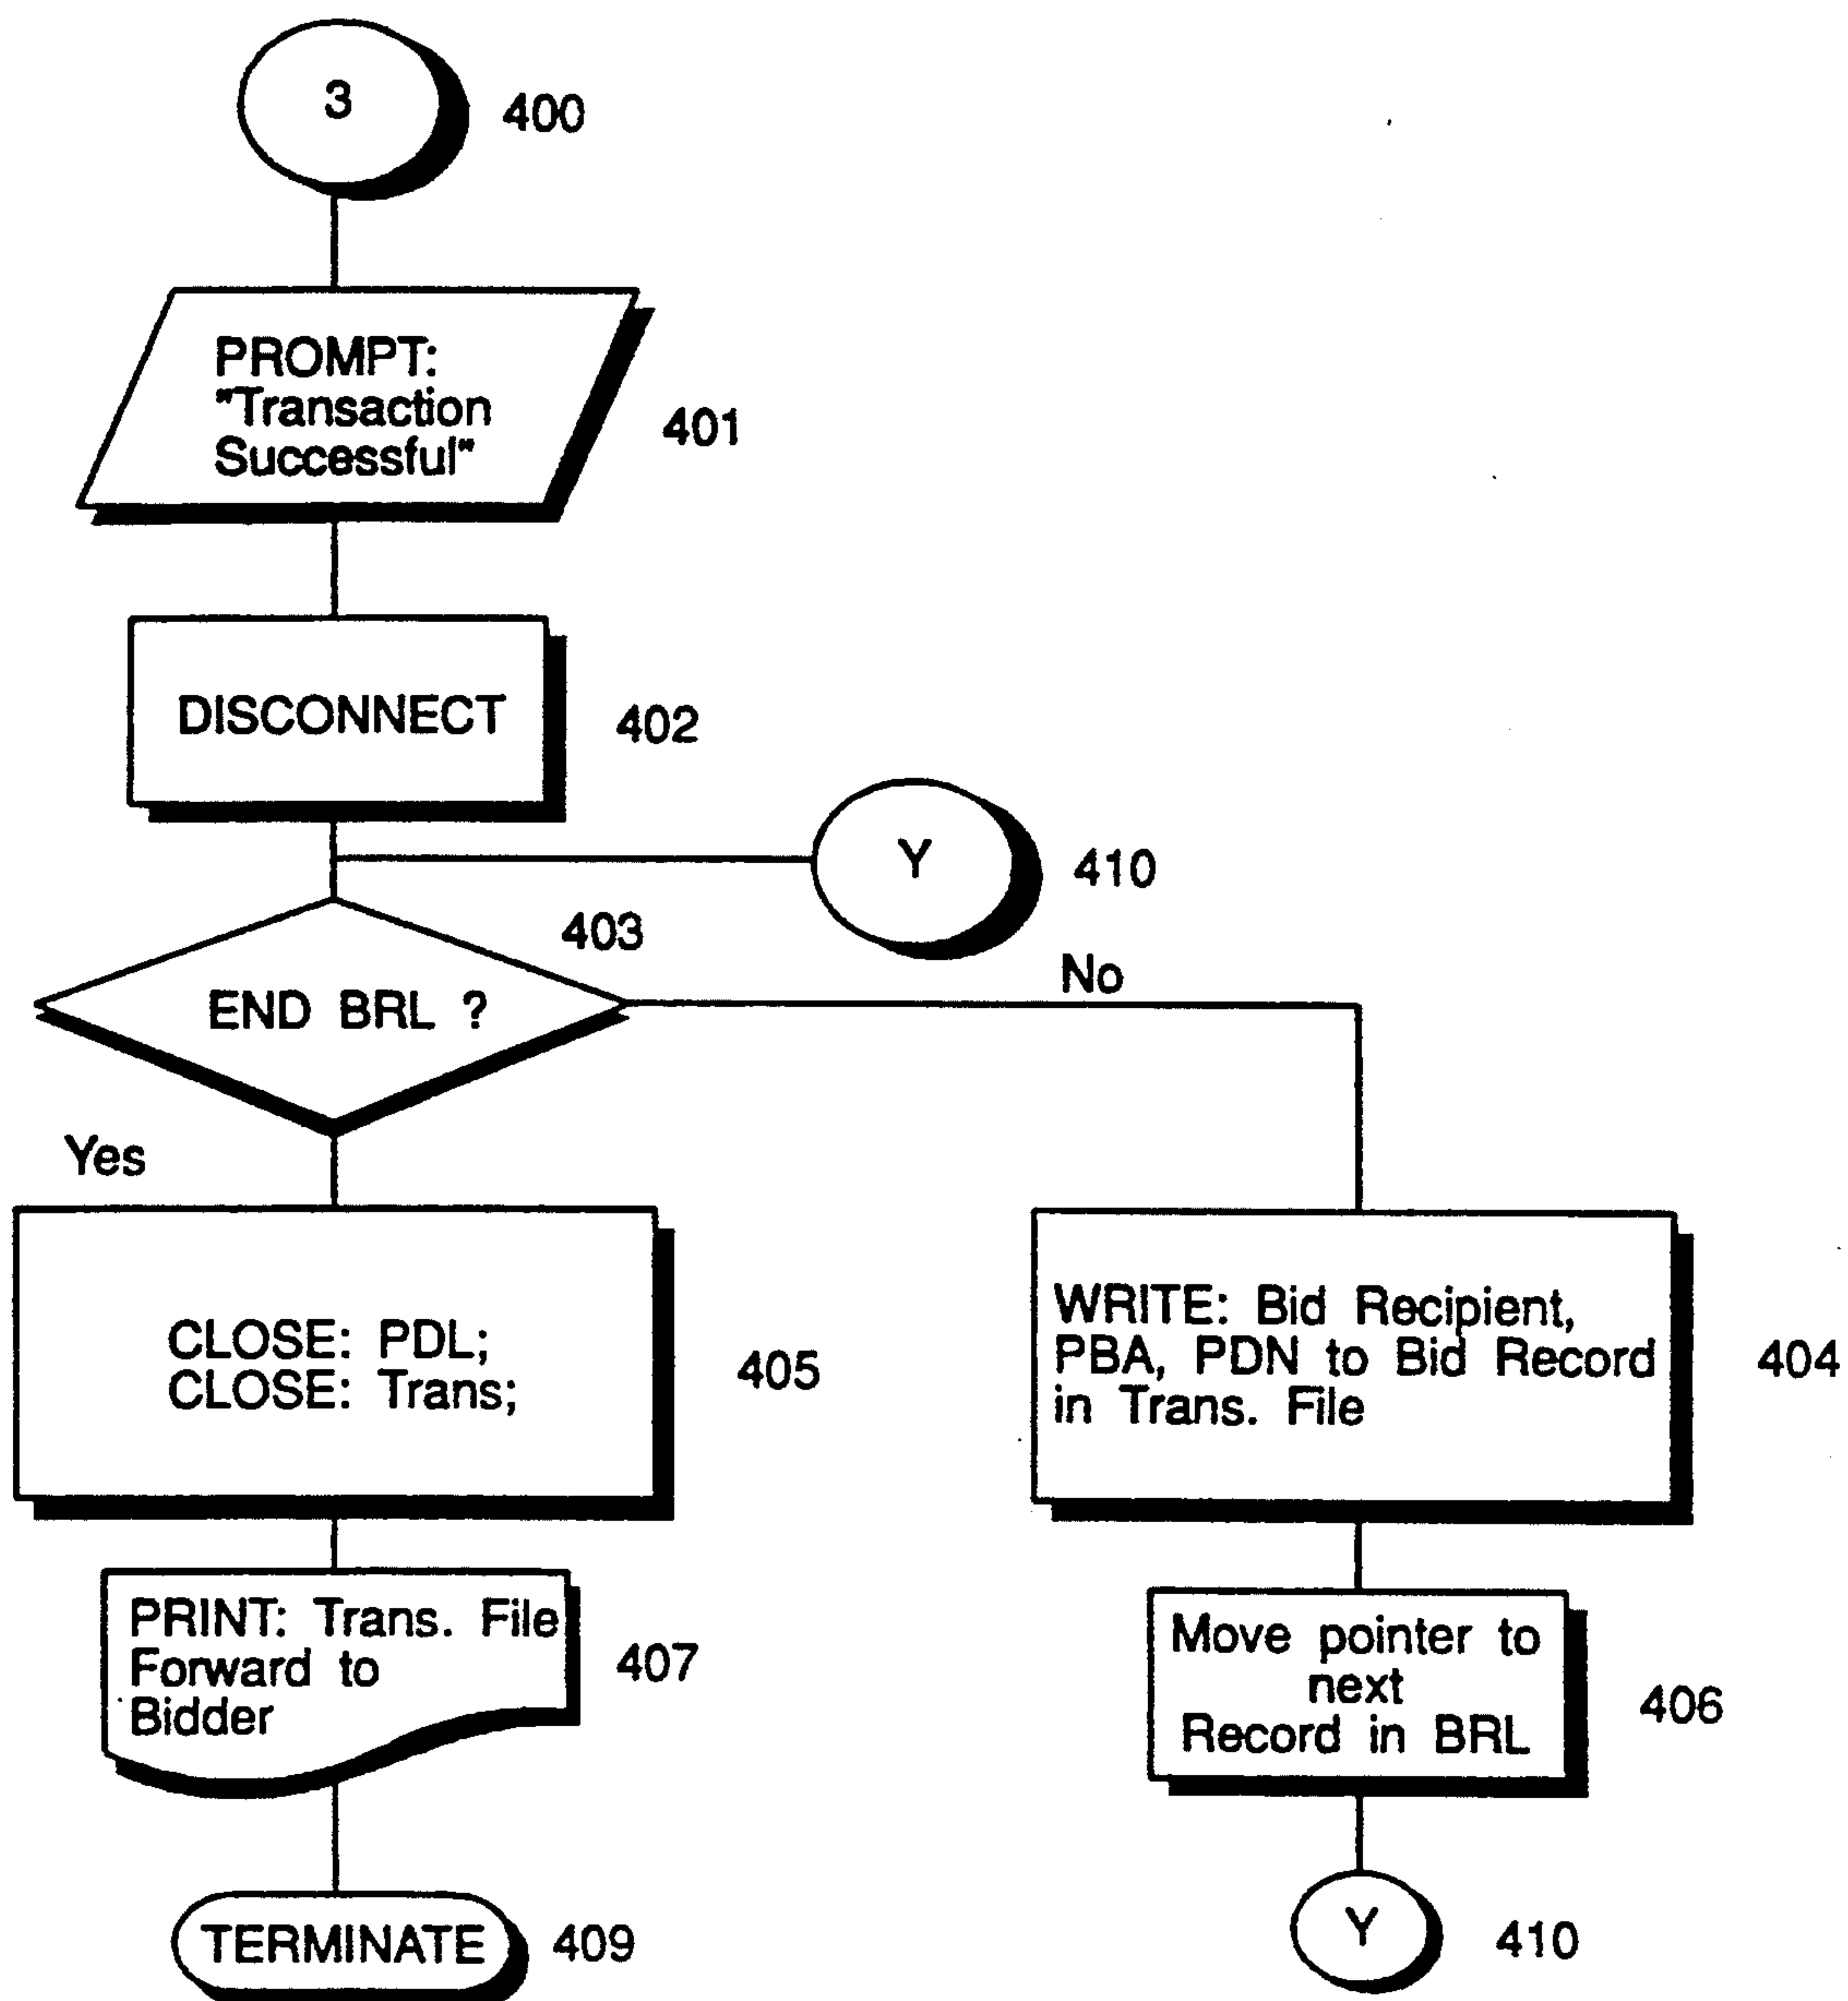 3
400
PROMPT:
"Transaction
Successful"
401
DISCONNECT
402
Y
410
403
END BRL ?
No
Yes
CLOSE: PDL;
CLOSE: Trans;
405
WRITE: Bid Recipient,
PBA, PDN to Bid Record
in Trans. File
404
PRINT: Trans. File
Forward to
Bidder
407
Move pointer to
next
Record in BRL
406
TERMINATE
409
Y
410